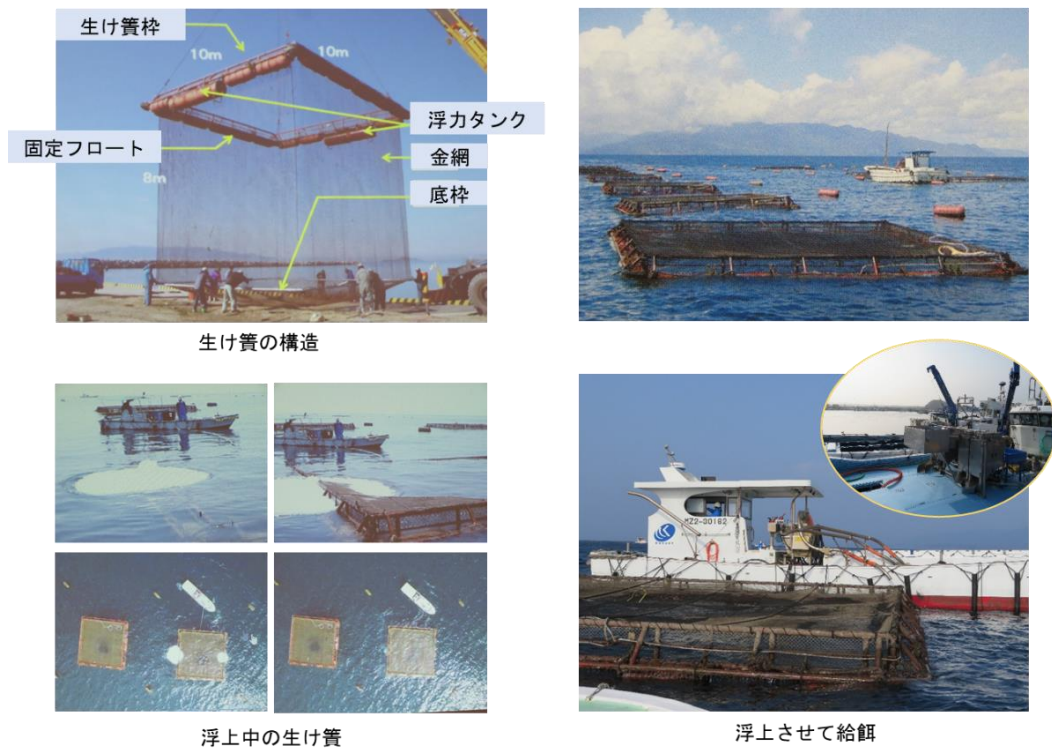 生け簀枠
10m
10m
浮力タンク
固定フロート
金網
8m
底枠
生け簀の構造
MZ2-30192
浮上中の生け簀
浮上させて給餌